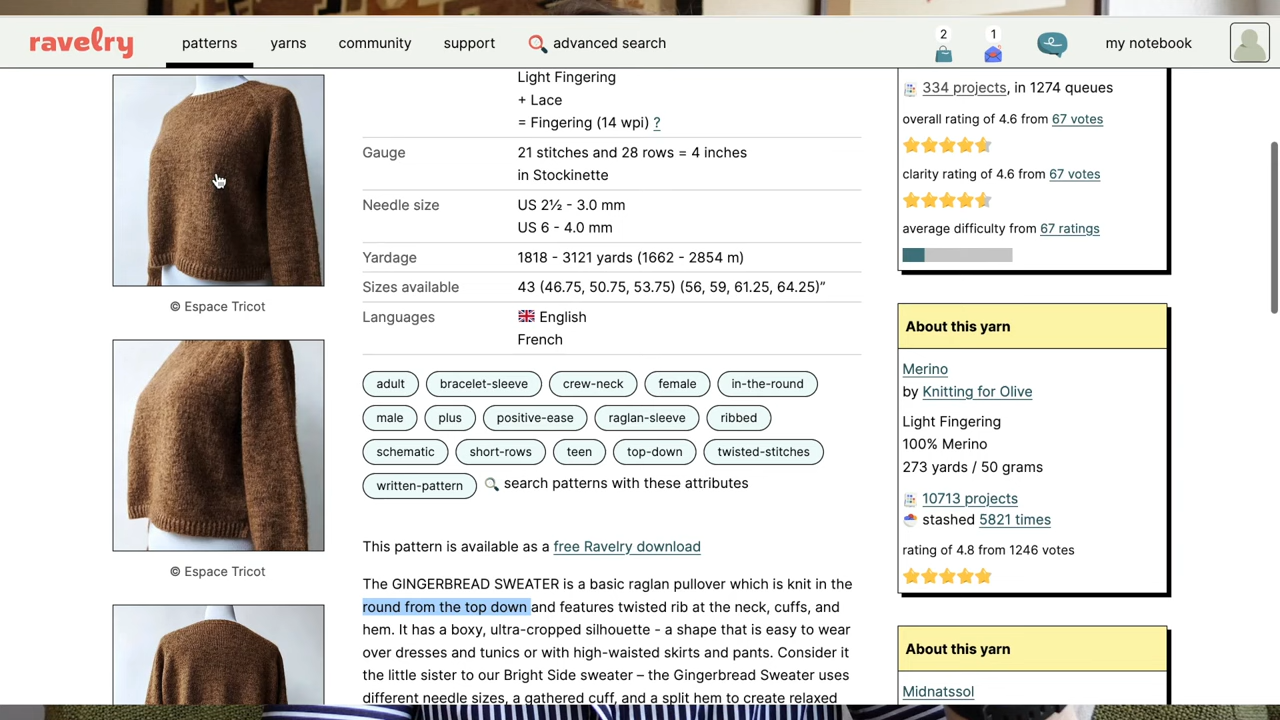 ravelry
patterns
yarns
community
support
advanced search
2
1
my notebook
© Espace Tricot
© Espace Tricot
Light Fingering
+ Lace
= Fingering (14 wpi) ?
Gauge
21 stitches and 28 rows = 4 inches
in Stockinette
Needle size
US 2½ - 3.0 mm
US 6 - 4.0 mm
Yardage
1818 - 3121 yards (1662 - 2854 m)
Sizes available
43 (46.75, 50.75, 53.75) (56, 59, 61.25, 64.25)”
Languages
English
French
adult
bracelet-sleeve
crew-neck
female
in-the-round
male
plus
positive-ease
raglan-sleeve
ribbed
schematic
short-rows
teen
top-down
twisted-stitches
written-pattern
search patterns with these attributes
This pattern is available as a free Ravelry download
The GINGERBREAD SWEATER is a basic raglan pullover which is knit in the
round from the top down and features twisted rib at the neck, cuffs, and
hem. It has a boxy, ultra-cropped silhouette - a shape that is easy to wear
over dresses and tunics or with high-waisted skirts and pants. Consider it
the little sister to our Bright Side sweater – the Gingerbread Sweater uses
different needle sizes, a gathered cuff, and a split hem to create relaxed
334 projects, in 1274 queues
overall rating of 4.6 from 67 votes
clarity rating of 4.6 from 67 votes
average difficulty from 67 ratings
About this yarn
Merino
by Knitting for Olive
Light Fingering
100% Merino
273 yards / 50 grams
10713 projects
stashed 5821 times
rating of 4.8 from 1246 votes
About this yarn
Midnatssol